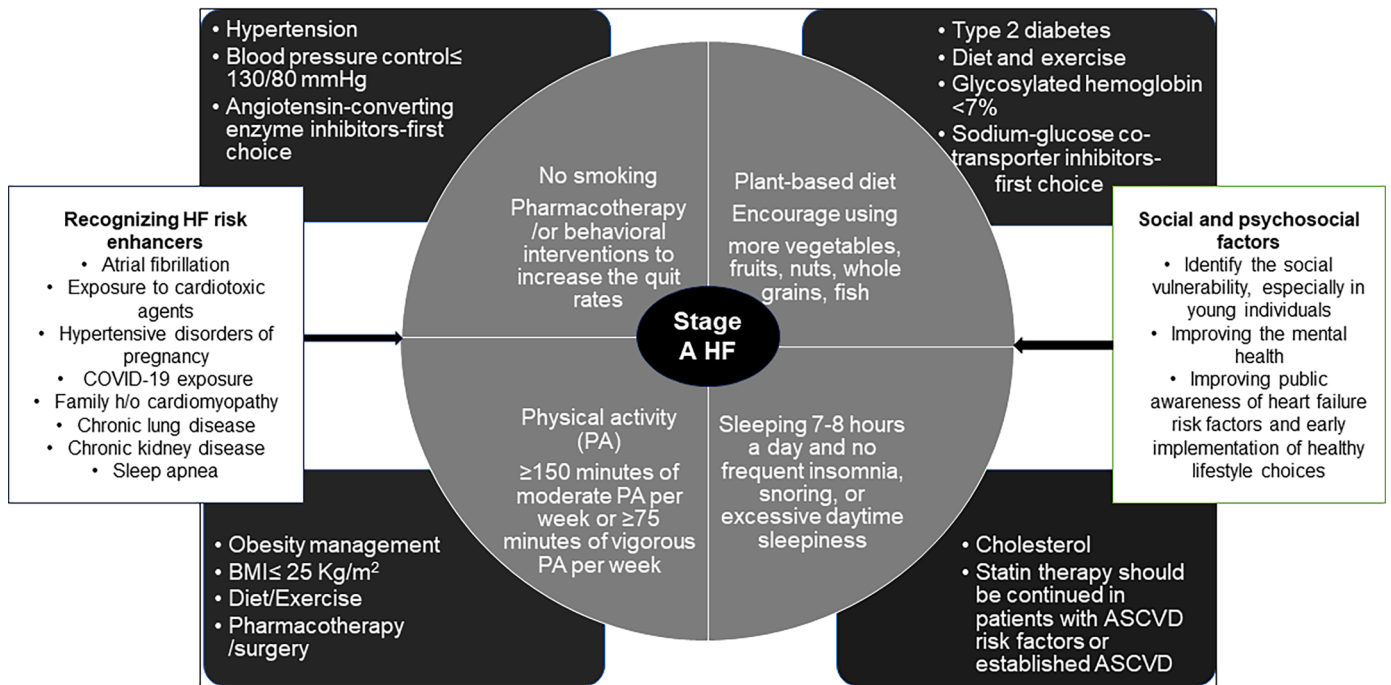 • Hypertension
• Blood pressure control≤
130/80 mmHg
• Angiotensin-converting
enzyme inhibitors-first
choice
• Type 2 diabetes
• Diet and exercise
• Glycosylated hemoglobin
<7%
• Sodium-glucose co-
transporter inhibitors-
first choice
Recognizing HF risk
enhancers
• Atrial fibrillation
• Exposure to cardiotoxic
agents
• Hypertensive disorders of
pregnancy
• COVID-19 exposure
• Family h/o cardiomyopathy
• Chronic lung disease
• Chronic kidney disease
• Sleep apnea
No smoking
Pharmacotherapy
/or behavioral
interventions to
increase the quit
rates
Plant-based diet
Encourage using
more vegetables,
fruits, nuts, whole
grains, fish
Stage
A HF
Physical activity
(PA)
≥150 minutes of
moderate PA per
week or ≥75
minutes of vigorous
PA per week
Sleeping 7-8 hours
a day and no
frequent insomnia,
snoring, or
excessive daytime
sleepiness
Social and psychosocial
factors
• Identify the social
vulnerability, especially in
young individuals
• Improving the mental
health
• Improving public
awareness of heart failure
risk factors and early
implementation of healthy
lifestyle choices
• Obesity management
• BMI≤ 25 Kg/m²
• Diet/Exercise
• Pharmacotherapy
/surgery
• Cholesterol
• Statin therapy should
be continued in
patients with ASCVD
risk factors or
established ASCVD